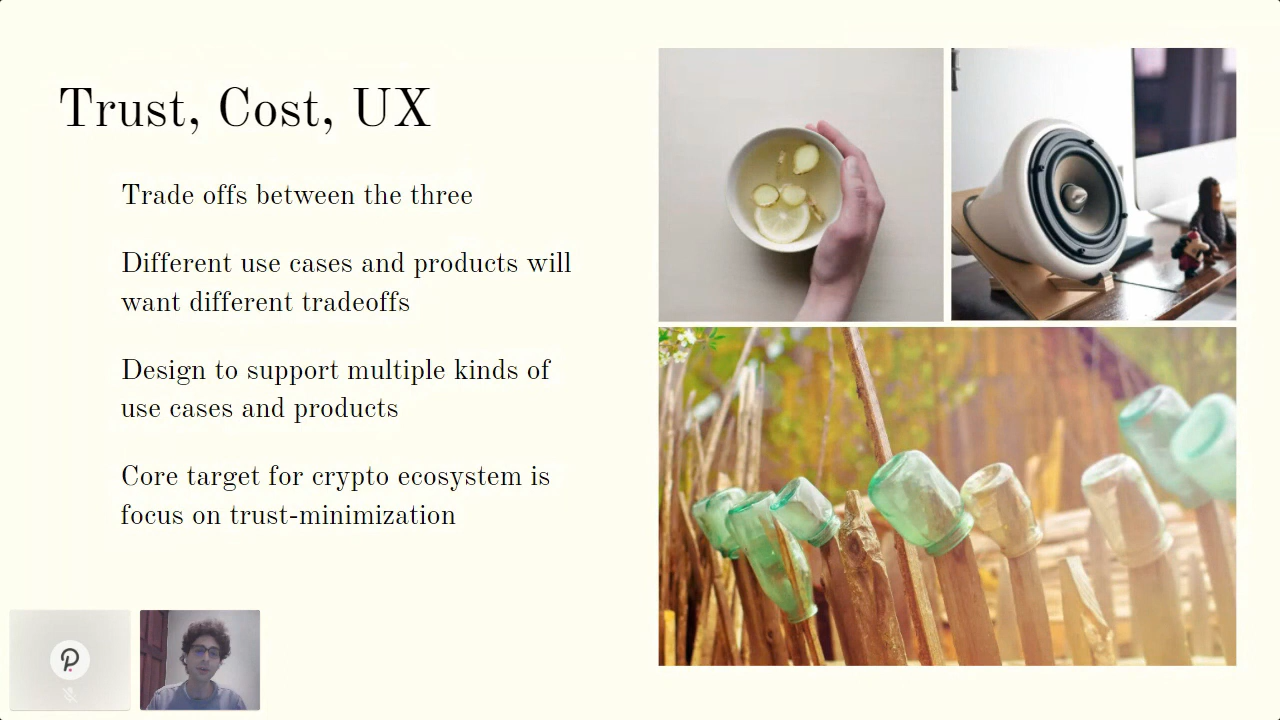 Trust, Cost, UX
Trade offs between the three
Different use cases and products will
want different tradeoffs
Design to support multiple kinds of
use cases and products
Core target for crypto ecosystem is
focus on trust-minimization